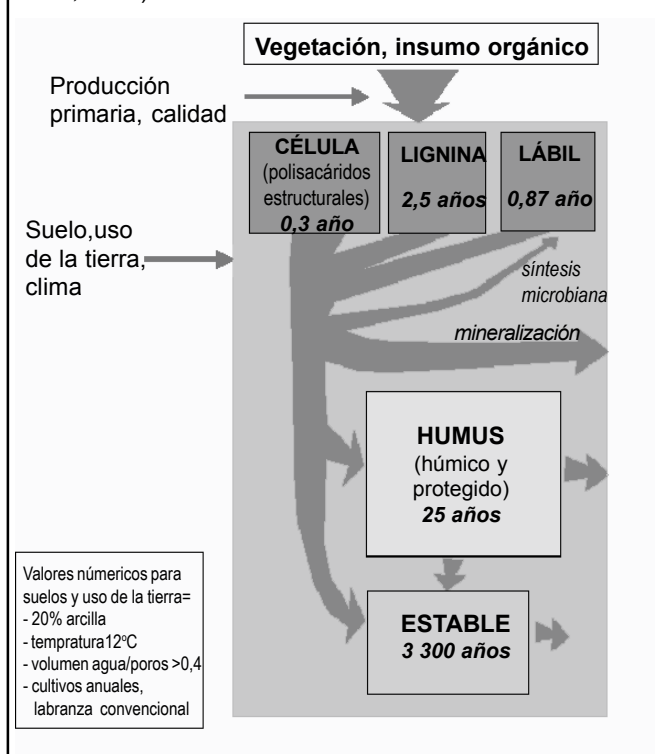 Vegetación, insumo orgánico
Producción
primaria, calidad
CÉLULA
(polisacáridos
estructurales)
0,3 año
LIGNINA
2,5 años
LÁBIL
0,87 año
Suelo,uso
de la tierra,
clima
síntesis
microbiana
mineralización
HUMUS
(húmico y
protegido)
25 años
ESTABLE
3 300 años
Valores númericos para
suelos y uso de la tierra=
- 20% arcilla
- tempratura12ºC
- volumen agua/poros >0,4
- cultivos anuales,
labranza convencional